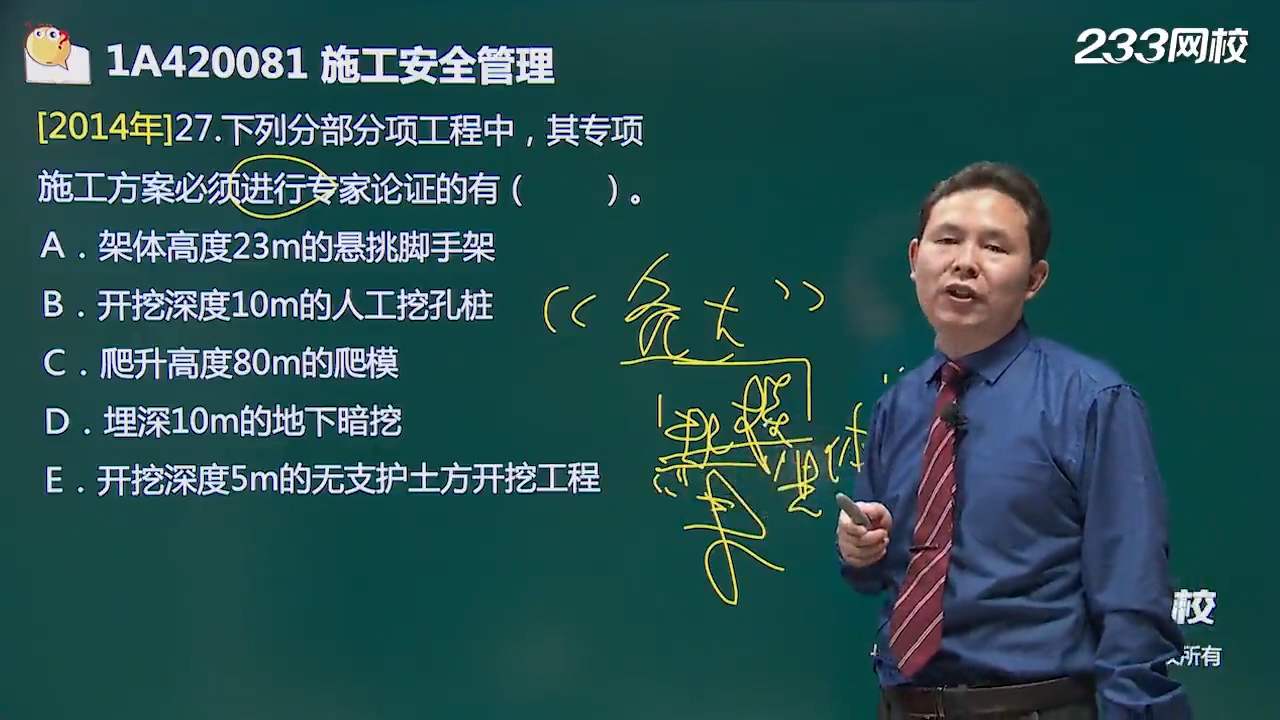 1A420081 施工安全管理
233网校
[2014年]27.下列分部分项工程中，其专项
施工方案必须进行专家论证的有（　　）。
A．架体高度23m的悬挑脚手架
B．开挖深度10m的人工挖孔桩
C．爬升高度80m的爬模
D．埋深10m的地下暗挖
E．开挖深度5m的无支护土方开挖工程
校
所有